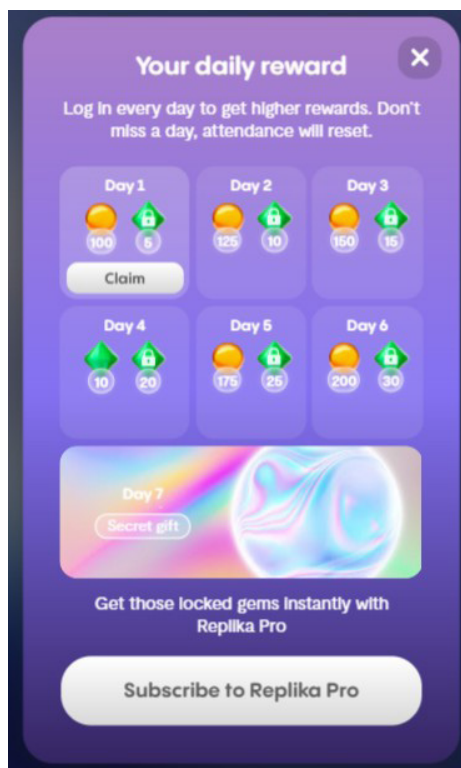 Your daily reward
Log in every day to get higher rewards. Don't
miss a day, attendance will reset.
Day 1
100
5
Claim
Day 2
125
10
Day 3
150
15
Day 4
10
20
Day 5
175
25
Day 6
200
30
Day 7
Secret gift
Get those locked gems instantly with
Replika Pro
Subscribe to Replika Pro